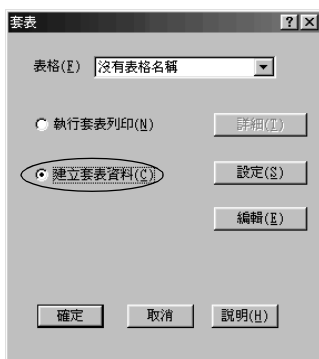 套表
表格(F) 沒有表格名稱
執行套表列印(N) 詳細(T)
建立套表資料(C) 設定(S)
編輯(E)
確定 取消 說明(H)